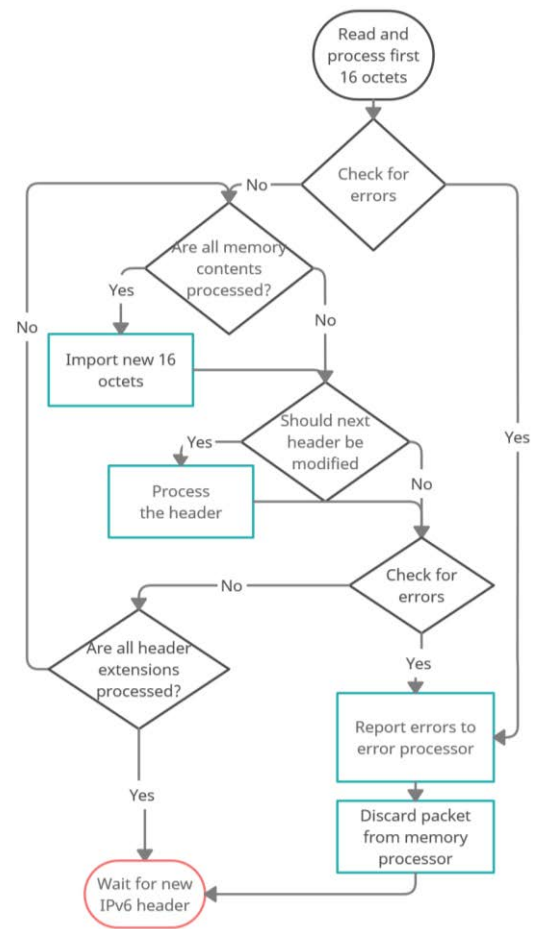 Read and
process first
16 octets
Check for
errors
No
Are all memory
contents
processed?
Yes
No
No
Import new 16
octets
Should next
header be
modified
Yes
Yes
No
Process
the header
Check for
errors
No
Are all header
extensions
processed?
Yes
Report errors to
error processor
Yes
Discard packet
from memory
processor
Wait for new
IPv6 header